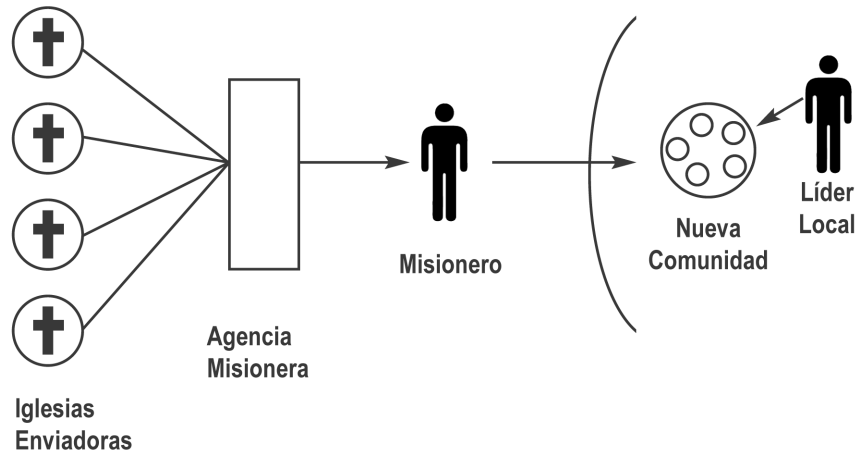 Iglesias
Enviadoras
Agencia
Misionera
Misionero
Nueva
Comunidad
Líder
Local